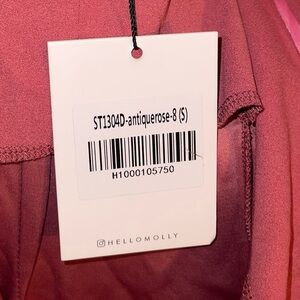 ST1304D-antiquerose-8 (S)
H1000105750
HELLOMOLLY